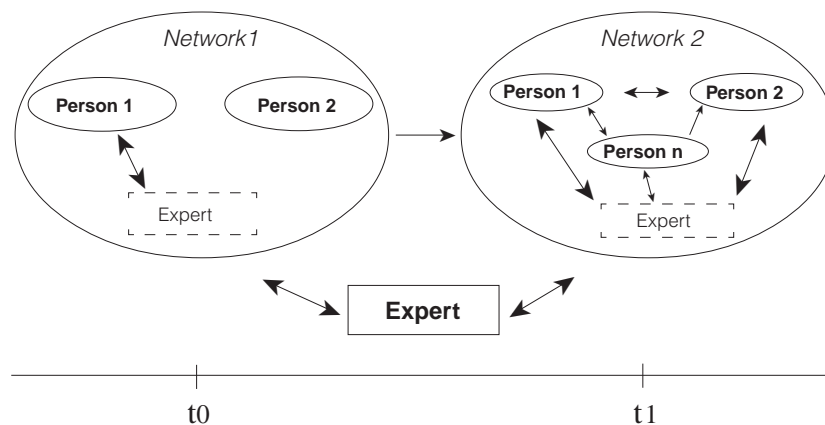 Network1
Network 2
Person 1
Person 2
Person 1
Person 2
Person n
Expert
Expert
Expert
t0
t1